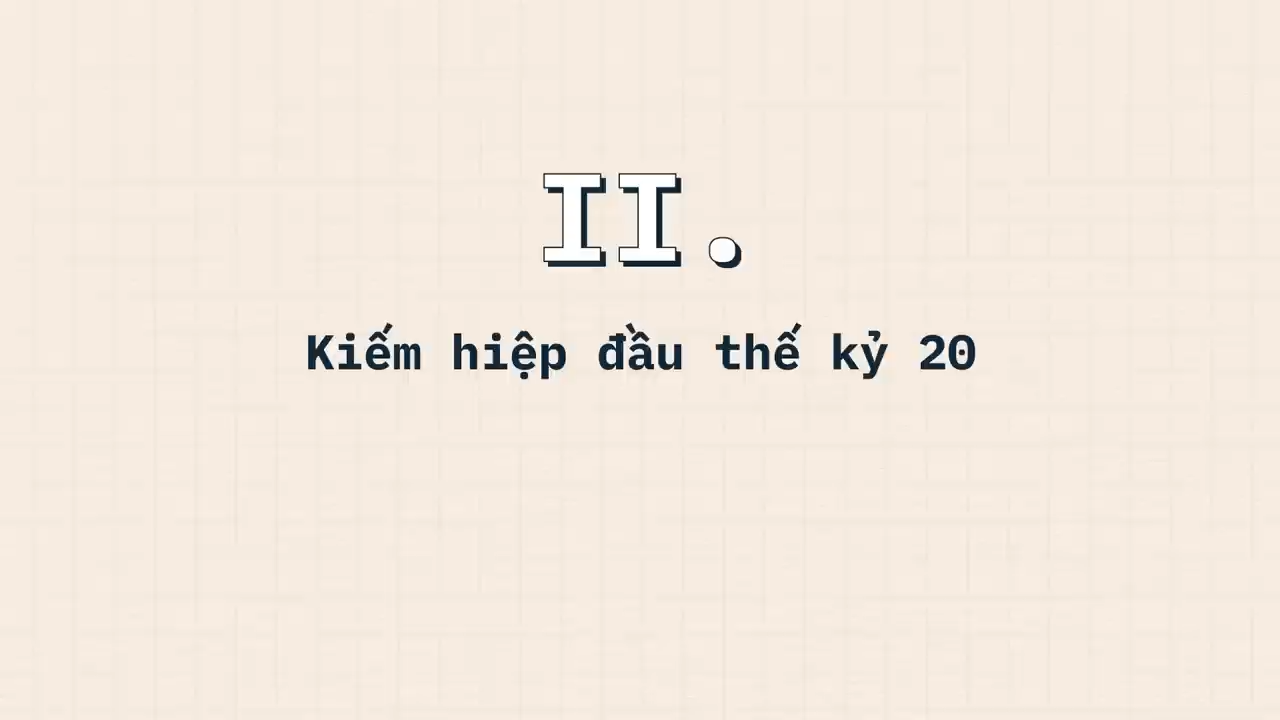 II.
Kiếm hiệp đầu thế kỷ 20